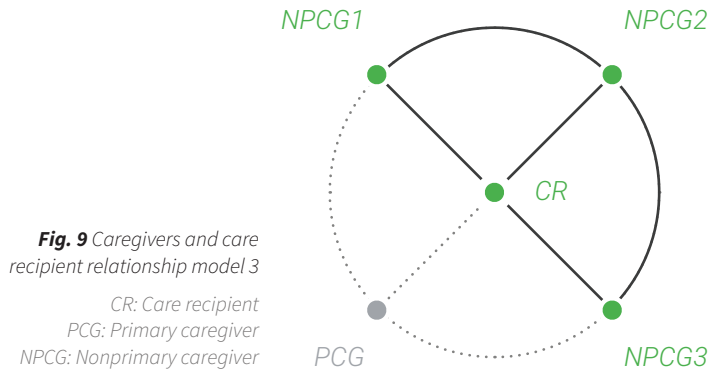 NPCG1
NPCG2
CR
Fig. 9 Caregivers and care
recipient relationship model 3
CR: Care recipient
PCG: Primary caregiver
NPCG: Nonprimary caregiver
PCG
NPCG3